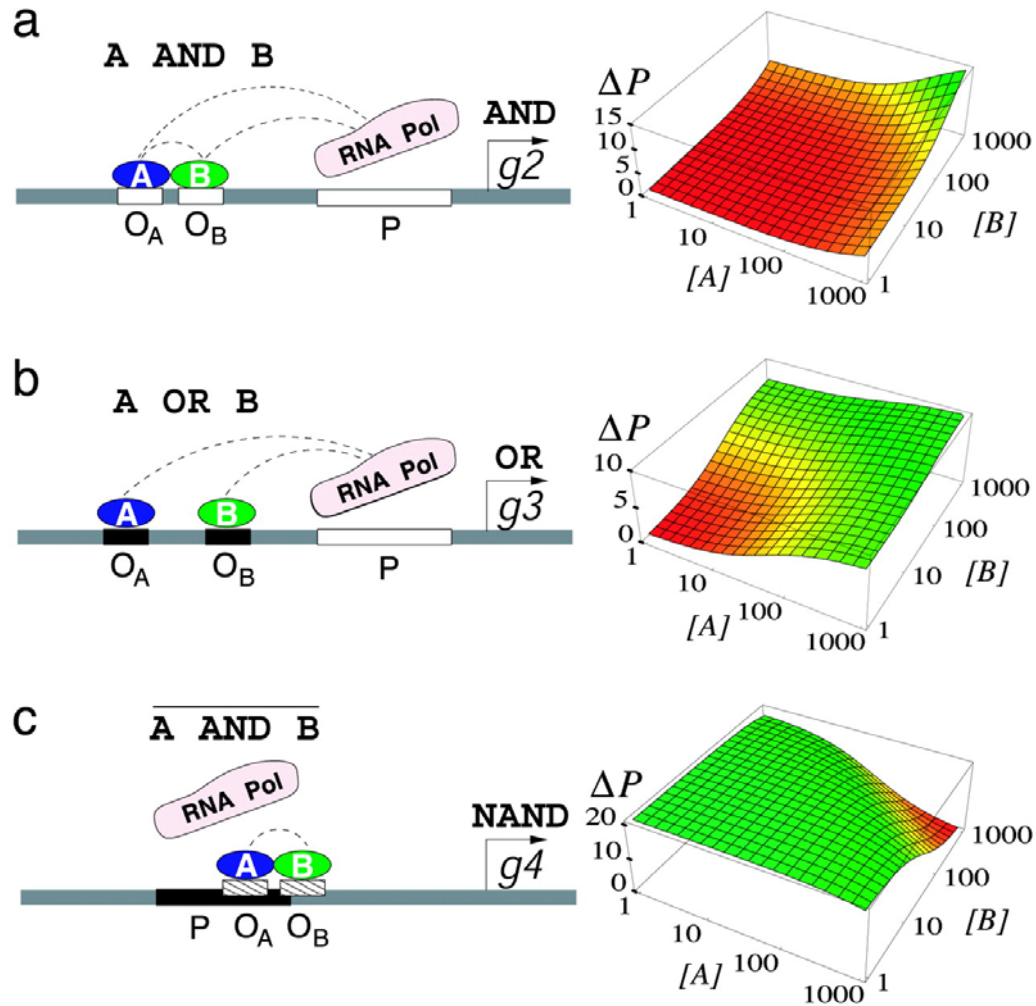 a
A AND B
A
B
RNA Pol
AND
g2
O_A O_B P
ΔP
15
10
5
0
1
10
100
1000
[A]
1
10
100
1000
[B]
b
A OR B
A
B
RNA Pol
OR
g3
O_A O_B P
ΔP
10
5
0
1
10
100
1000
[A]
1
10
100
1000
[B]
c
A AND B
RNA Pol
A
B
NAND
g4
P O_A O_B
ΔP
20
10
0
1
10
100
1000
[A]
1
10
100
1000
[B]